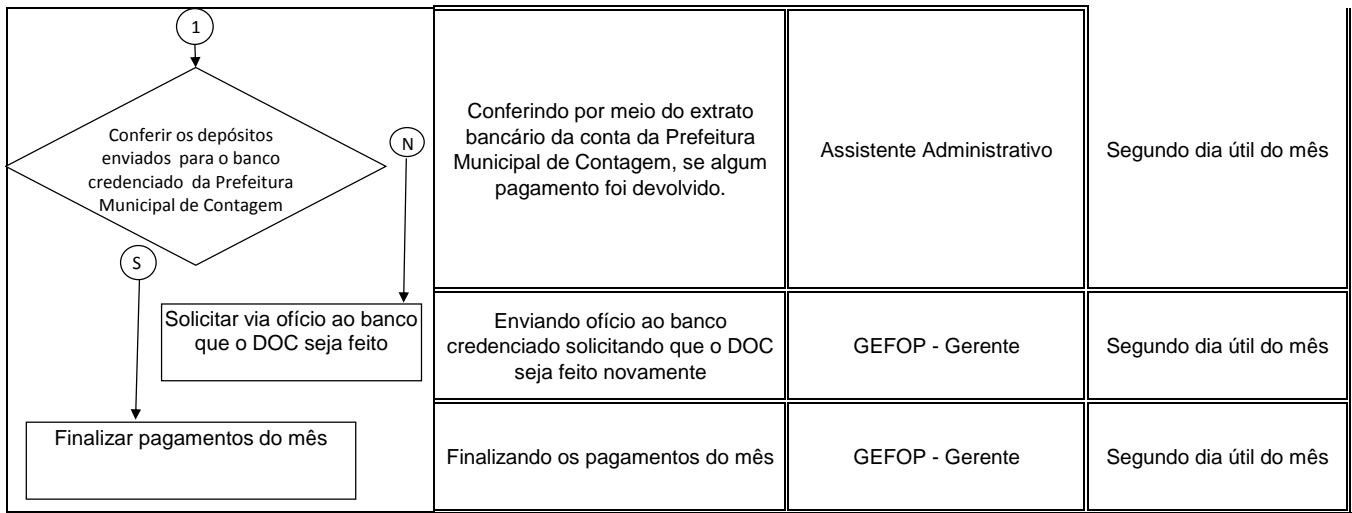 1
Conferir os depósitos
enviados para o banco
credenciado da Prefeitura
Municipal de Contagem
N
S
Conferindo por meio do extrato
bancário da conta da Prefeitura
Municipal de Contagem, se algum
pagamento foi devolvido.
Assistente Administrativo
Segundo dia útil do mês
Solicitar via ofício ao banco
que o DOC seja feito
Enviando ofício ao banco
credenciado solicitando que o DOC
seja feito novamente
GEFOP - Gerente
Segundo dia útil do mês
Finalizar pagamentos do mês
Finalizando os pagamentos do mês
GEFOP - Gerente
Segundo dia útil do mês